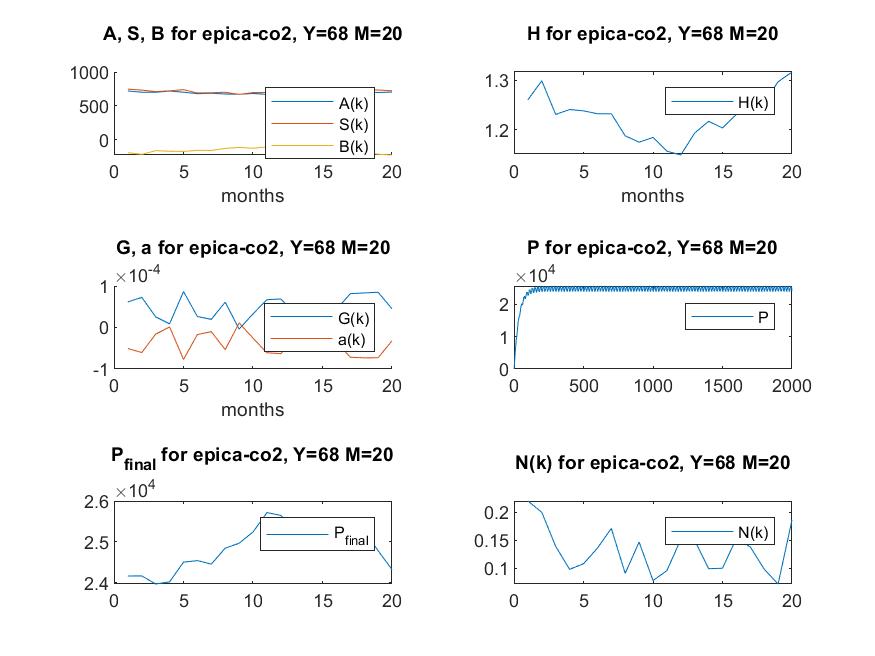 A, S, B for epica-co2, Y=68 M=20
1000
500
0
A(k)
S(k)
B(k)
0 5 10 15 20
months
H for epica-co2, Y=68 M=20
1.3
1.2
H(k)
0 5 10 15 20
months
G, a for epica-co2, Y=68 M=20
×10^-4
1
0
-1
G(k)
a(k)
0 5 10 15 20
months
P for epica-co2, Y=68 M=20
×10^4
2
1
0
P
0 500 1000 1500 2000
P_final for epica-co2, Y=68 M=20
×10^4
2.6
2.5
2.4
P_final
0 5 10 15 20
N(k) for epica-co2, Y=68 M=20
0.2
0.15
0.1
N(k)
0 5 10 15 20